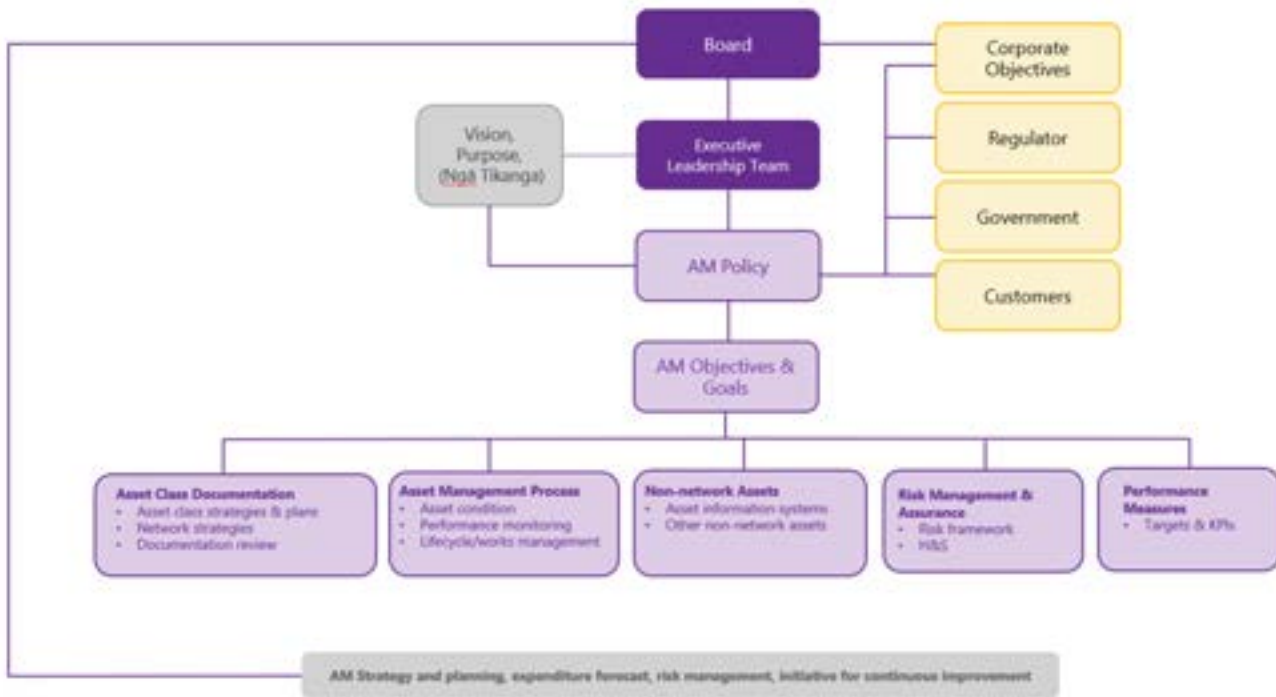 Board
Corporate
Objectives
Vision,
Purpose,
(Ngā Tikanga)
Executive
Leadership Team
Regulator
Government
AM Policy
Customers
AM Objectives &
Goals
Asset Class Documentation
• Asset class strategies & plans
• Network strategies
• Documentation review
Asset Management Process
• Asset condition
• Performance monitoring
• Lifecycle/works management
Non-network Assets
• Asset information systems
• Other non-network assets
Risk Management &
Assurance
• Risk framework
• H&S
Performance
Measures
• Targets & KPIs
AM Strategy and planning, expenditure forecast, risk management, initiative for continuous improvement